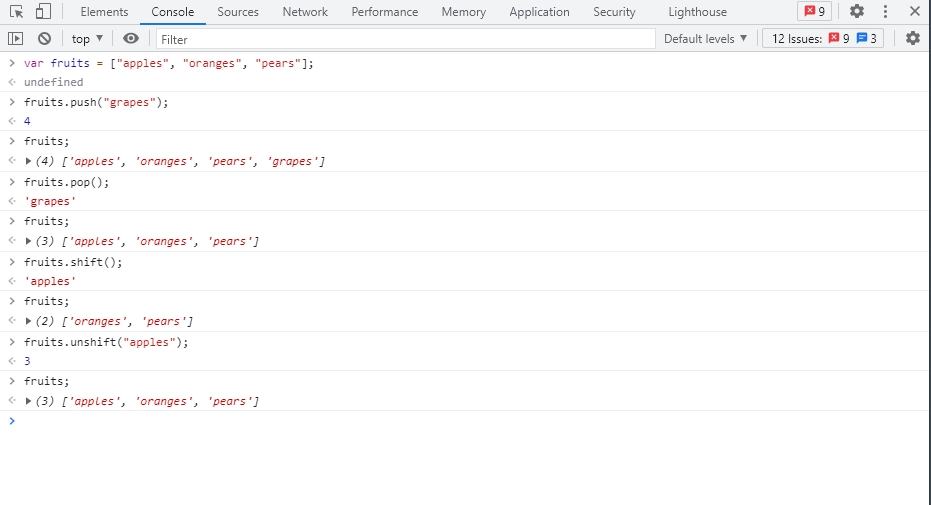 Elements Console Sources Network Performance Memory Application Security Lighthouse 9
top ▼ Filter Default levels ▼ 12 Issues: 9 3
> var fruits = ["apples", "oranges", "pears"];
<· undefined
> fruits.push("grapes");
<· 4
> fruits;
<· ▶ (4) ['apples', 'oranges', 'pears', 'grapes']
> fruits.pop();
<· 'grapes'
> fruits;
<· ▶ (3) ['apples', 'oranges', 'pears']
> fruits.shift();
<· 'apples'
> fruits;
<· ▶ (2) ['oranges', 'pears']
> fruits.unshift("apples");
<· 3
> fruits;
<· ▶ (3) ['apples', 'oranges', 'pears']
>